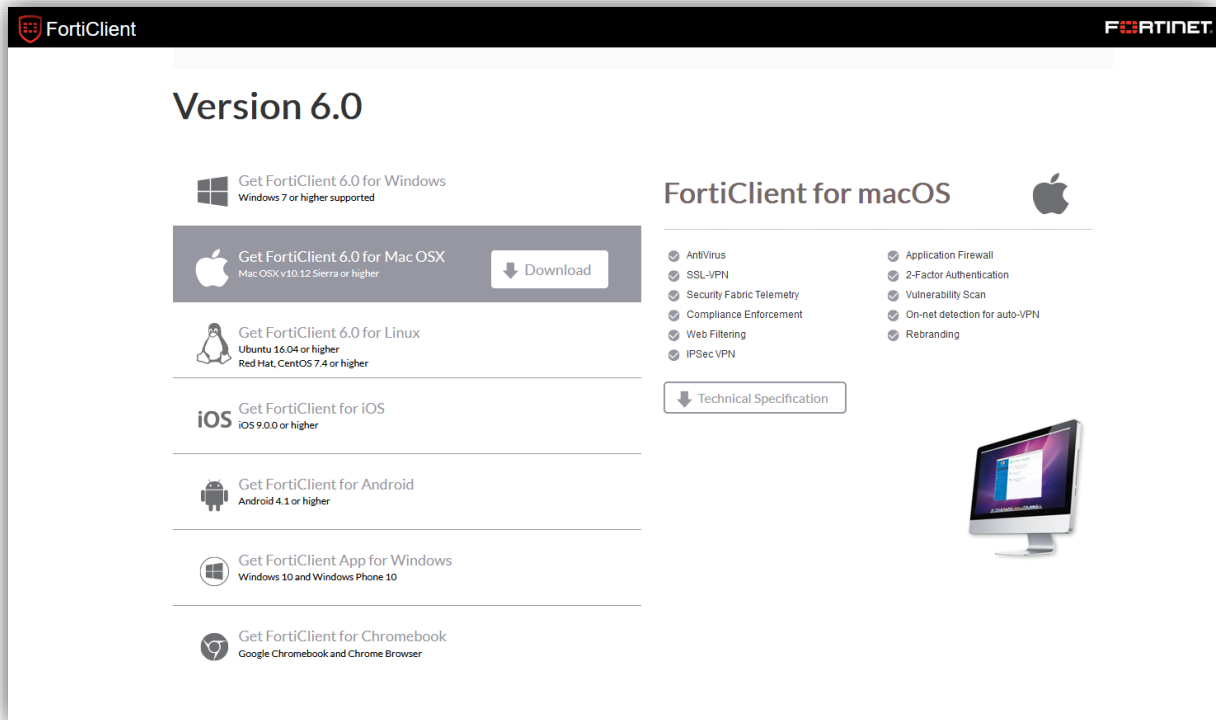 FortiClient
FORTINET
Version 6.0
Get FortiClient 6.0 for Windows
Windows 7 or higher supported
Get FortiClient 6.0 for Mac OSX
Mac OSX v10.12 Sierra or higher
Download
Get FortiClient 6.0 for Linux
Ubuntu 16.04 or higher
Red Hat, CentOS 7.4 or higher
iOS
Get FortiClient for iOS
iOS 9.0.0 or higher
Get FortiClient for Android
Android 4.1 or higher
Get FortiClient App for Windows
Windows 10 and Windows Phone 10
Get FortiClient for Chromebook
Google Chromebook and Chrome Browser
FortiClient for macOS
AntiVirus
SSL-VPN
Security Fabric Telemetry
Compliance Enforcement
Web Filtering
IPSec VPN
Application Firewall
2-Factor Authentication
Vulnerability Scan
On-net detection for auto-VPN
Rebranding
Technical Specification